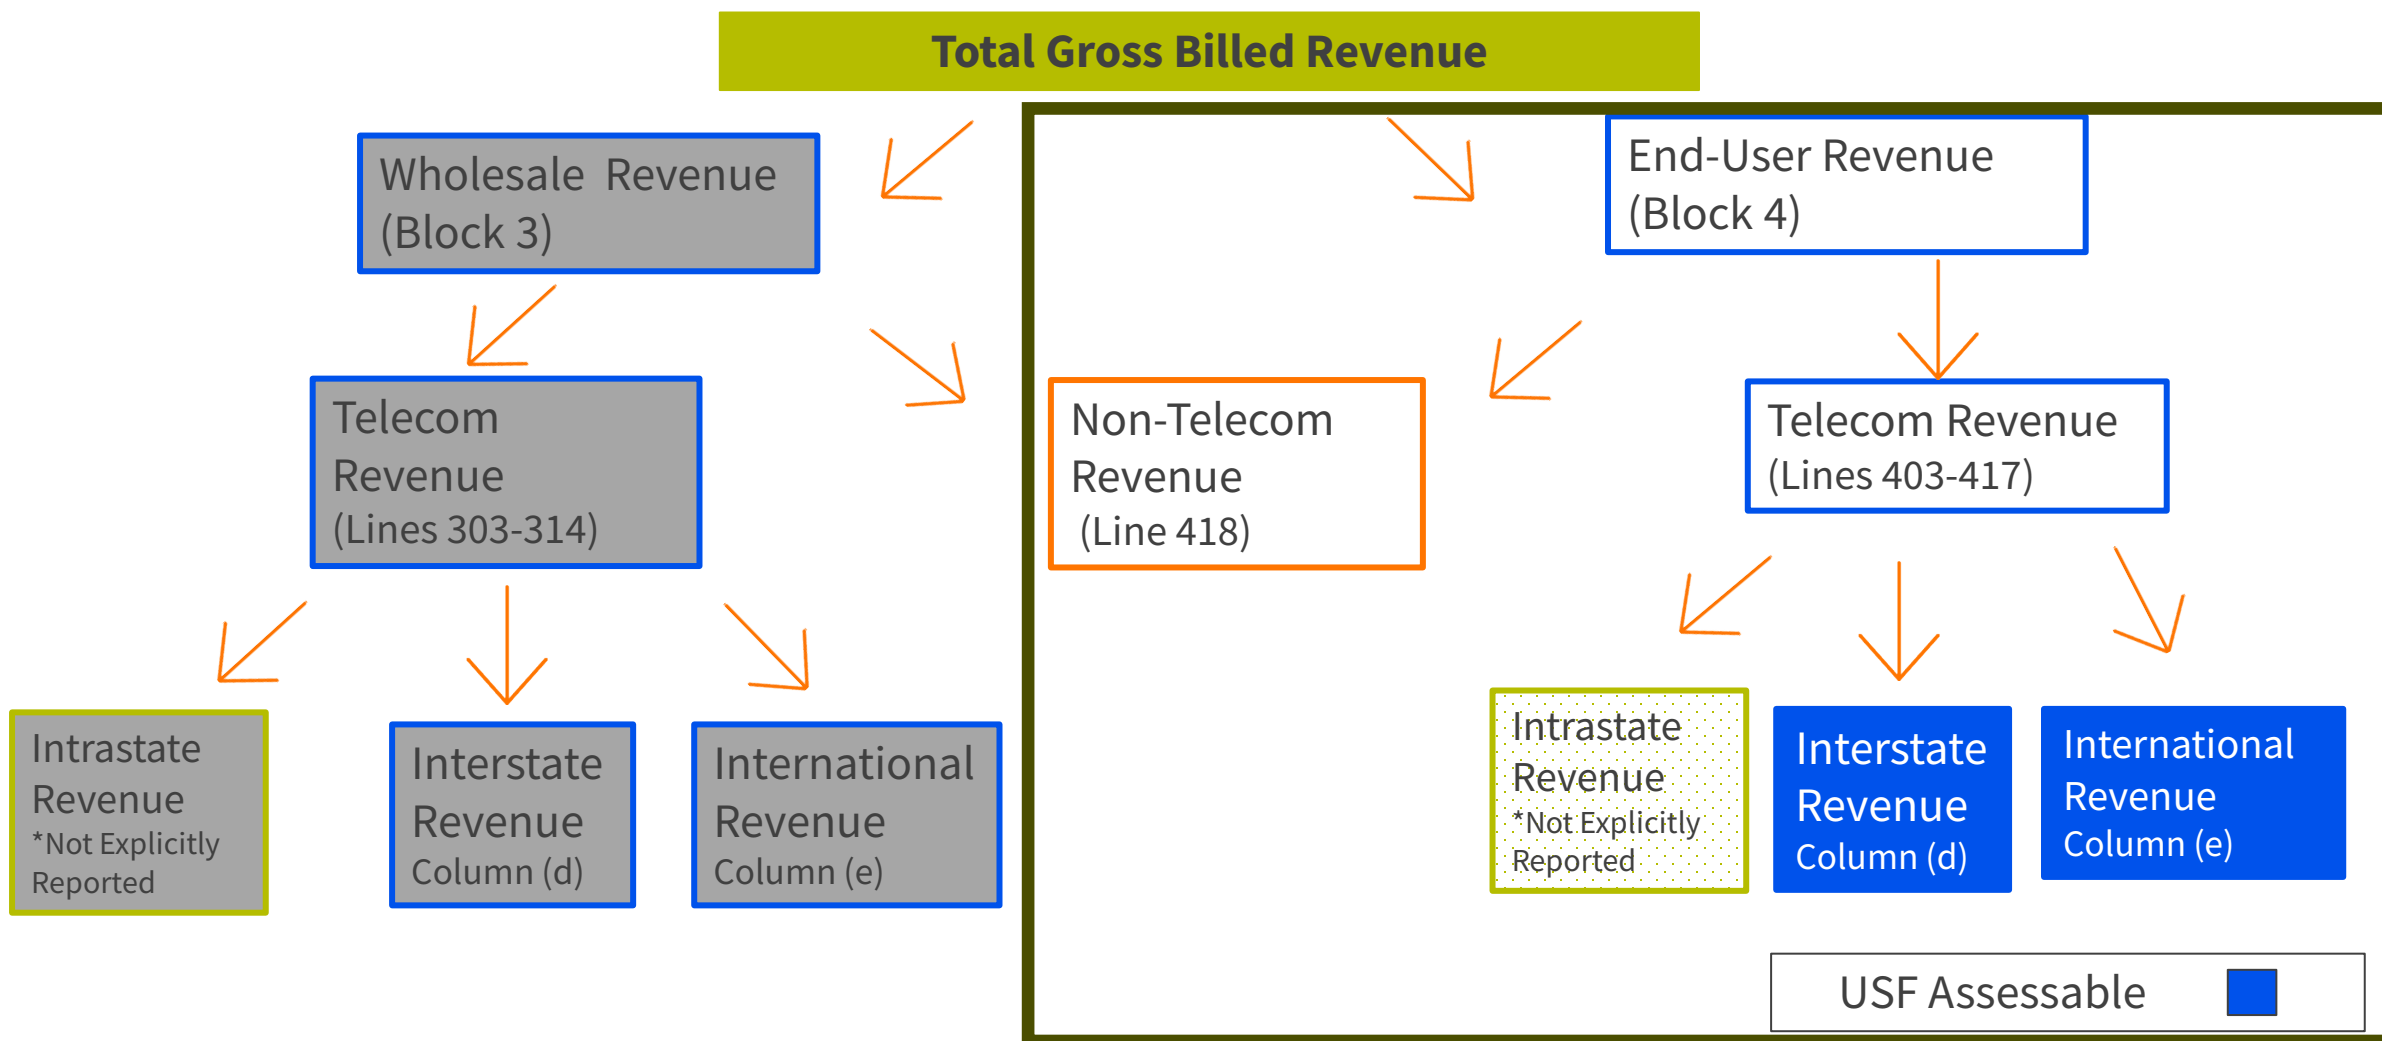 Total Gross Billed Revenue
Wholesale Revenue
(Block 3)
End-User Revenue
(Block 4)
Telecom
Revenue
(Lines 303-314)
Non-Telecom
Revenue
(Line 418)
Telecom Revenue
(Lines 403-417)
Intrastate
Revenue
*Not Explicitly
Reported
Interstate
Revenue
Column (d)
International
Revenue
Column (e)
Intrastate
Revenue
*Not Explicitly
Reported
Interstate
Revenue
Column (d)
International
Revenue
Column (e)
USF Assessable